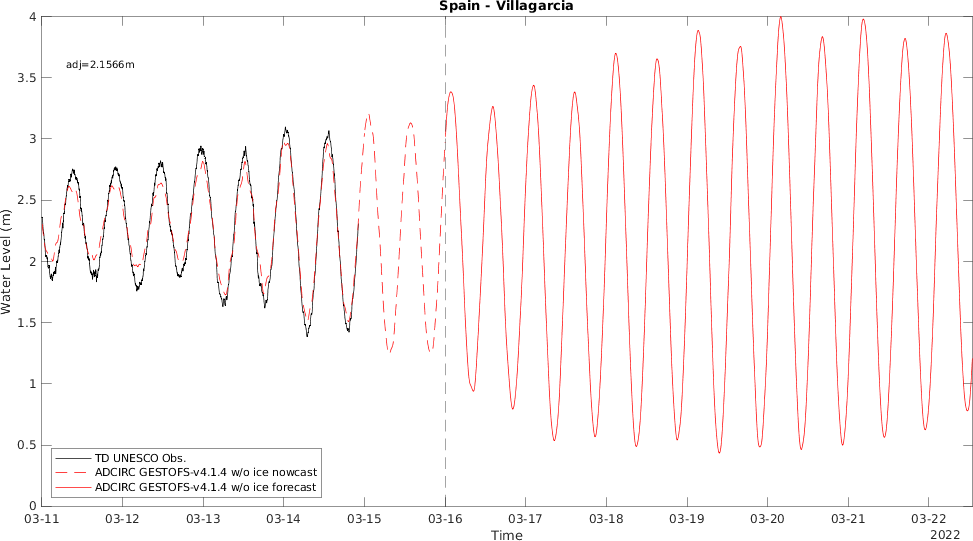 Spain - Villagarcia
adj=2.1566m
4
3.5
3
2.5
2
1.5
1
0.5
0
Water Level (m)
TD UNESCO Obs.
ADCIRC GESTOFS-v4.1.4 w/o ice nowcast
ADCIRC GESTOFS-v4.1.4 w/o ice forecast
03-11 03-12 03-13 03-14 03-15 03-16 03-17 03-18 03-19 03-20 03-21 03-22
Time
2022